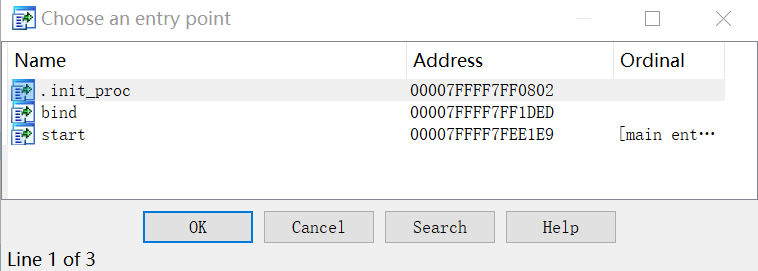 Choose an entry point
Name Address Ordinal
.init_proc 00007FFFF7FF0802
bind 00007FFFF7FF1DED
start 00007FFFF7FEE1E9 [main ent…
OK Cancel Search Help
Line 1 of 3